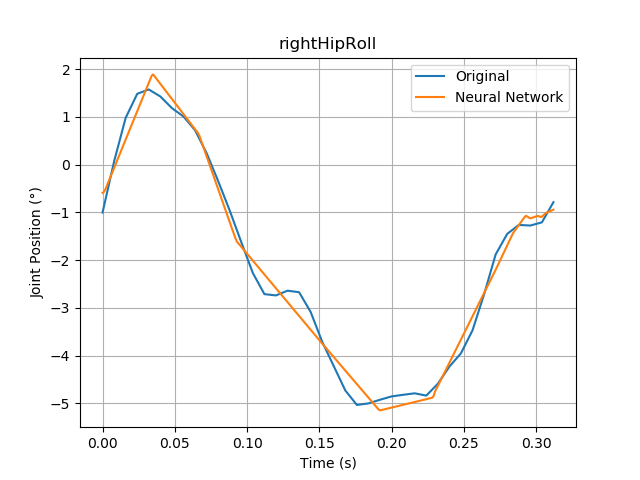 rightHipRoll
Original
Neural Network
2
1
0
−1
−2
−3
−4
−5
Joint Position (°)
0.00 0.05 0.10 0.15 0.20 0.25 0.30
Time (s)